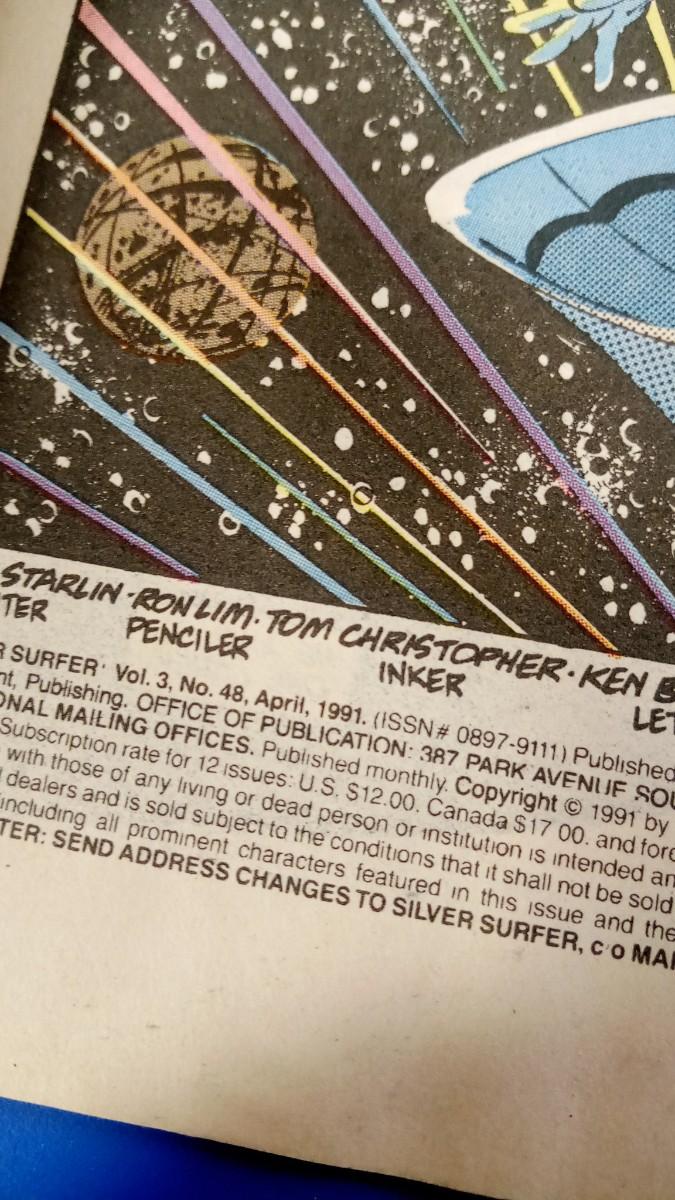 STARLIN · RON LIM · TOM CHRISTOPHER · KEN B
TER PENCILER INKER LET
R SURFER Vol. 3, No. 48, April, 1991. (ISSN# 0897-9111) Published
nt, Publishing. OFFICE OF PUBLICATION: 387 PARK AVENUE SOU
ONAL MAILING OFFICES. Published monthly. Copyright © 1991 by
Subscription rate for 12 issues: U.S. $12.00. Canada $17 00. and fore
with those of any living or dead person or institution is intended an
dealers and is sold subject to the conditions that it shall not be sold
including all prominent characters featured in this issue and the
TER: SEND ADDRESS CHANGES TO SILVER SURFER, c o MAR